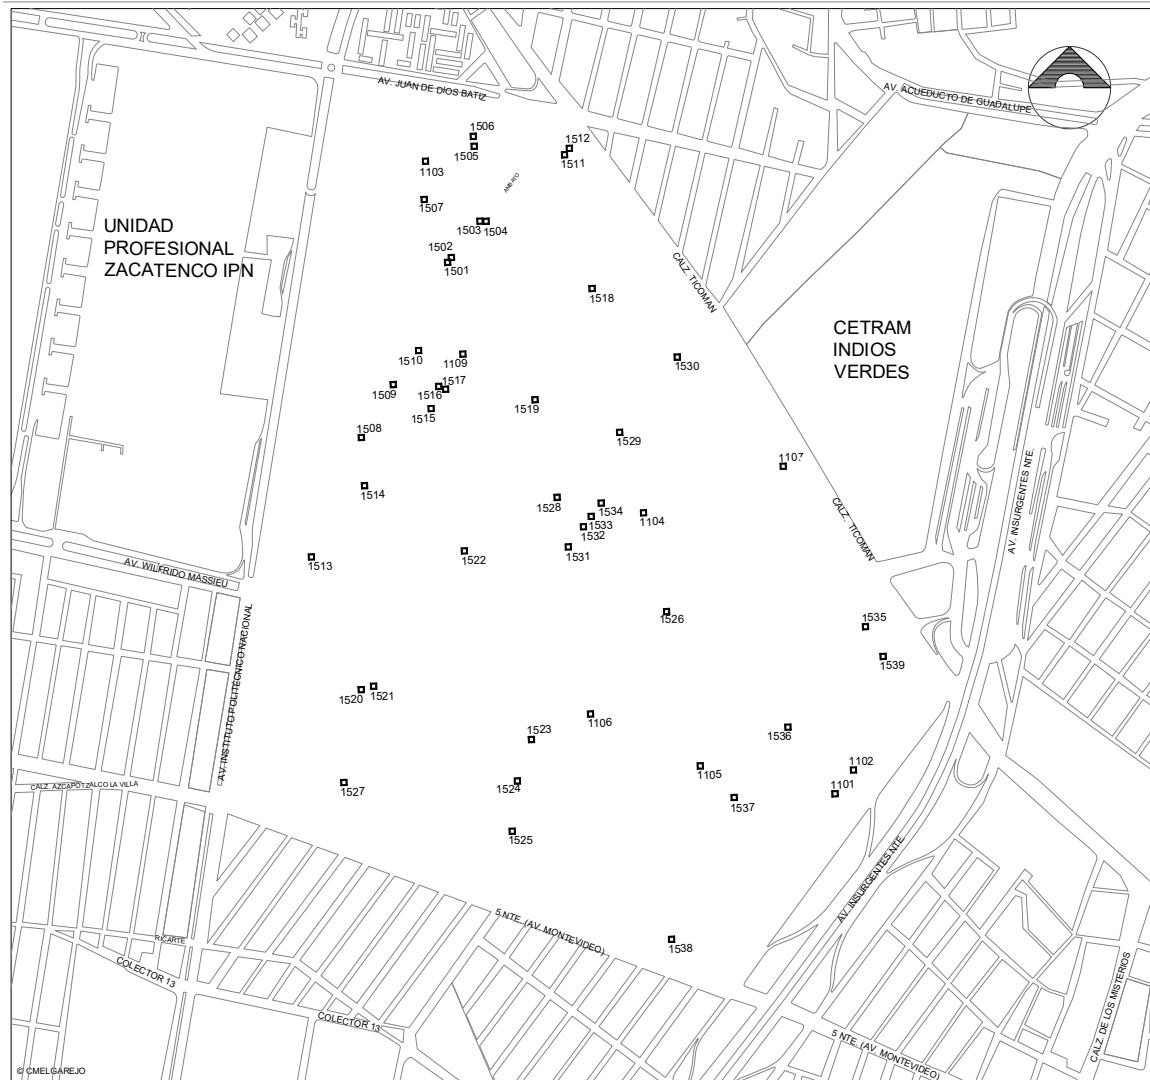 AV. JUAN DE DIOS BATIZ
AV. ACUEDUCTO DE GUADALUPE
1506
1505
1512
1511
1103
1507
UNIDAD
PROFESIONAL
ZACATENCO IPN
1503
1504
1502
1501
CALZ. TICOMAN
1518
CETRAM
INDIOS
VERDES
1510
1109
1530
1509
1516
1517
1515
1519
1508
1529
1107
AV. INSURGENTES NTE.
1514
1528
1534
1533
1532
1104
CALZ. TICOMAN
1513
1522
1531
AV. WILFRIDO MASSIEU
AV. INSTITUTO POLITÉCNICO NACIONAL
1526
1535
1539
1520
1521
1106
1523
1536
1105
1102
1101
CALZ. AZCAPOTZALCO LA VILLA
1527
1524
1537
1525
AV. INSURGENTES NTE.
5 NTE. (AV. MONTEVIDEO)
RICARTE
1538
COLECTOR 13
COLECTOR 13
CALZ. DE LOS MISTERIOS
5 NTE. (AV. MONTEVIDEO)
© CMELGAREJO